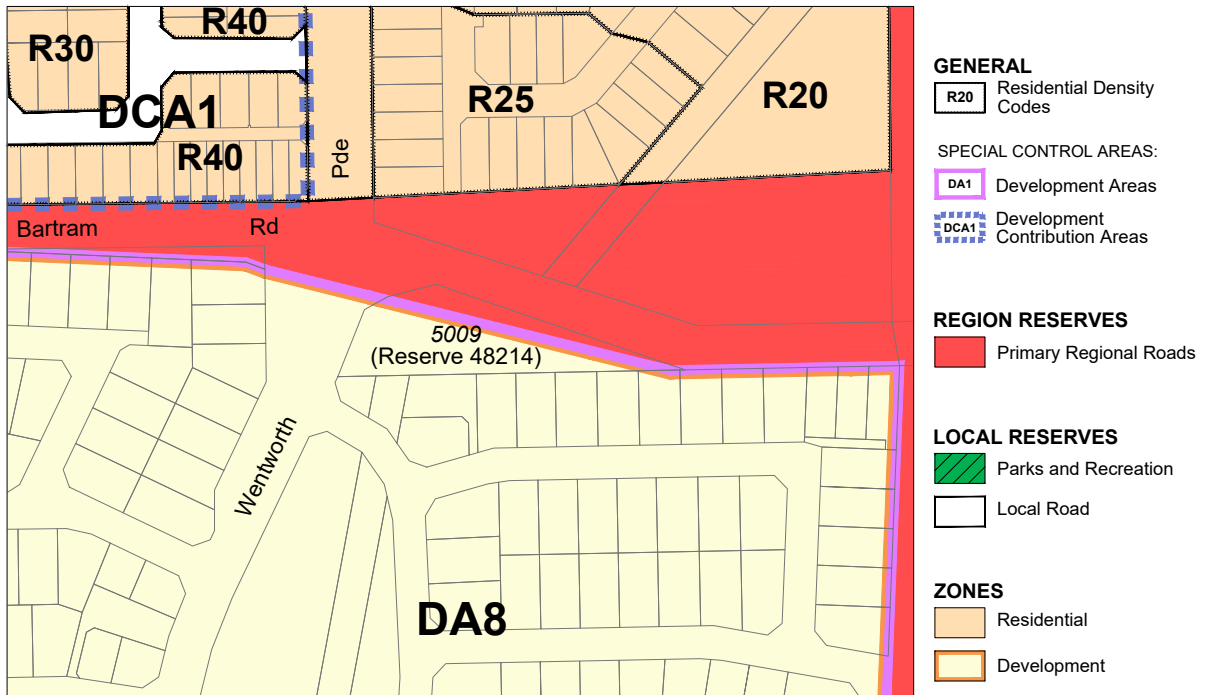 R30
R40
DCA1
R40
Pde
R25
R20
Bartram Rd
5009
(Reserve 48214)
Wentworth
DA8
GENERAL
R20
Residential Density
Codes
SPECIAL CONTROL AREAS:
DA1
Development Areas
DCA1
Development
Contribution Areas
REGION RESERVES
Primary Regional Roads
LOCAL RESERVES
Parks and Recreation
Local Road
ZONES
Residential
Development